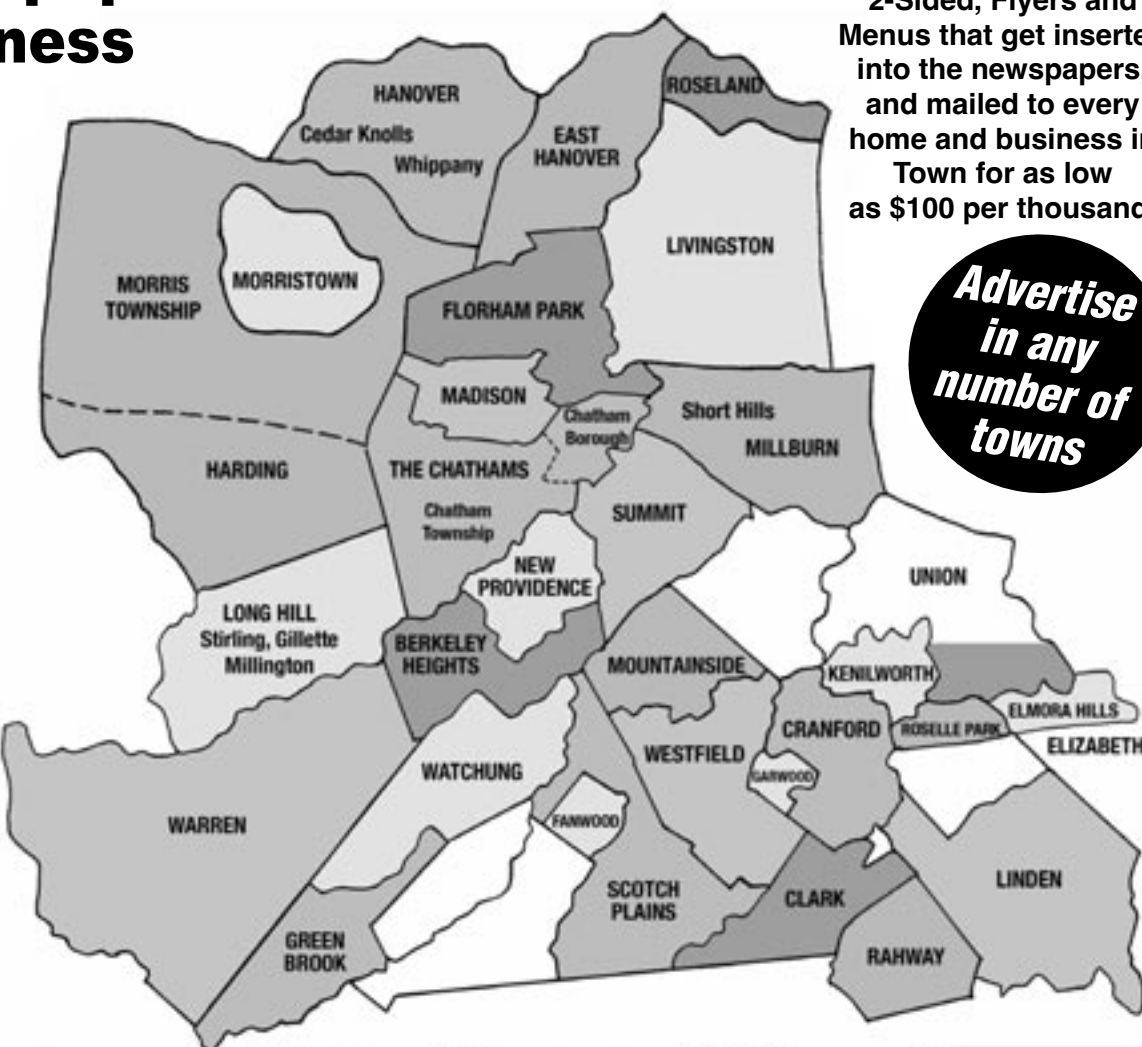 ness
2-Sided, Flyers and
Menus that get inserte
into the newspapers
and mailed to every
home and business in
Town for as low
as $100 per thousand
Advertise
in any
number of
towns
HANOVER
Cedar Knolls
Whippany
EAST
HANOVER
ROSELAND
LIVINGSTON
MORRIS
TOWNSHIP
MORRISTOWN
FLORHAM PARK
MADISON
Chatham
Borough
Short Hills
MILLBURN
HARDING
THE CHATHAMS
Chatham
Township
SUMMIT
NEW
PROVIDENCE
UNION
LONG HILL
Stirling, Gillette
Millington
BERKELEY
HEIGHTS
MOUNTAINSIDE
KENILWORTH
ELMORA HILLS
ROSELLE PARK
ELIZABETH
CRANFORD
WESTFIELD
GARWOOD
WATCHUNG
WARREN
FANWOOD
SCOTCH
PLAINS
CLARK
LINDEN
GREEN
BROOK
RAHWAY